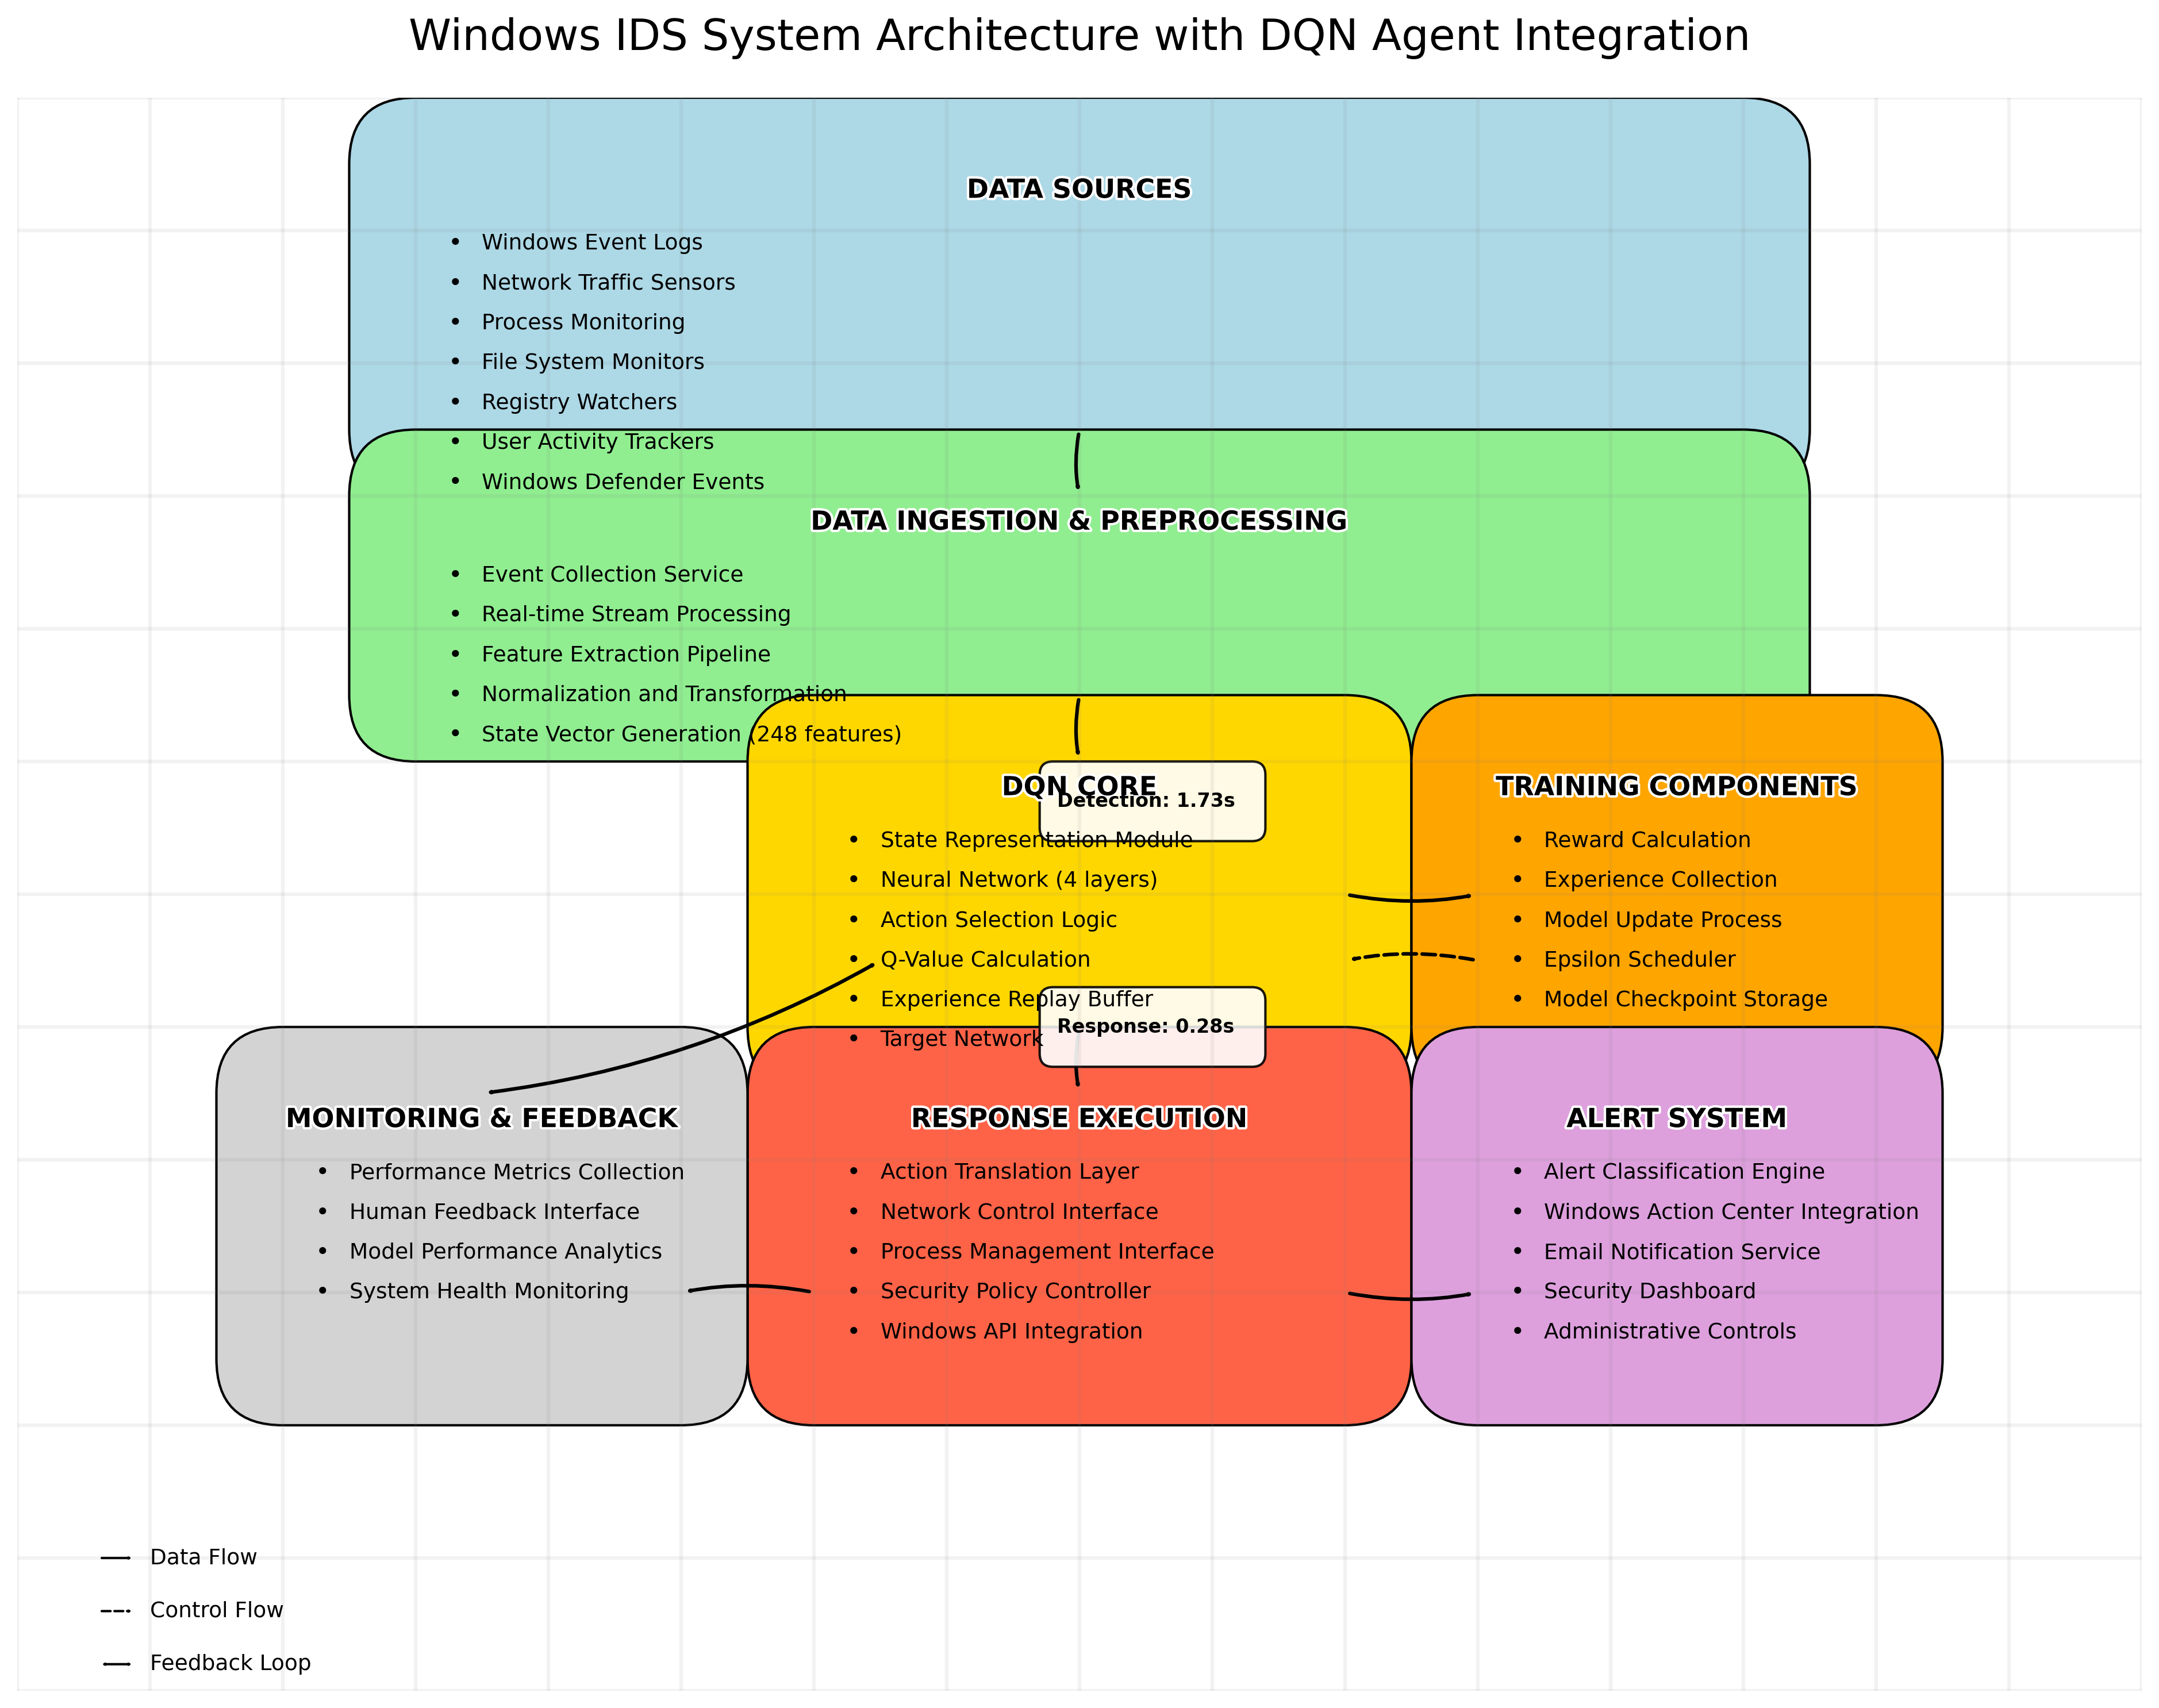 Windows IDS System Architecture with DQN Agent Integration
DATA SOURCES
• Windows Event Logs
• Network Traffic Sensors
• Process Monitoring
• File System Monitors
• Registry Watchers
• User Activity Trackers
• Windows Defender Events
DATA INGESTION & PREPROCESSING
• Event Collection Service
• Real-time Stream Processing
• Feature Extraction Pipeline
• Normalization and Transformation
• State Vector Generation (248 features)
DQN CORE
Detection: 1.73s
• State Representation Module
• Neural Network (4 layers)
• Action Selection Logic
• Q-Value Calculation
• Experience Replay Buffer
• Target Network
Response: 0.28s
TRAINING COMPONENTS
• Reward Calculation
• Experience Collection
• Model Update Process
• Epsilon Scheduler
• Model Checkpoint Storage
MONITORING & FEEDBACK
• Performance Metrics Collection
• Human Feedback Interface
• Model Performance Analytics
• System Health Monitoring
RESPONSE EXECUTION
• Action Translation Layer
• Network Control Interface
• Process Management Interface
• Security Policy Controller
• Windows API Integration
ALERT SYSTEM
• Alert Classification Engine
• Windows Action Center Integration
• Email Notification Service
• Security Dashboard
• Administrative Controls
Data Flow
Control Flow
Feedback Loop